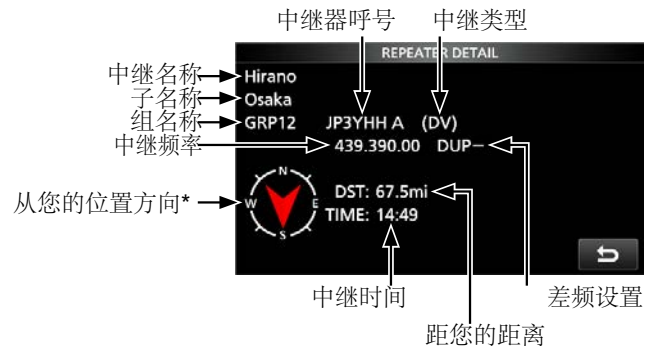 中继器呼号 中继类型
REPEATER DETAIL
中继名称 Hirano
子名称 Osaka
组名称 GRP12 JP3YHH A (DV)
中继频率 439.390.00 DUP−
从您的位置方向* N W E S DST: 67.5mi
TIME: 14:49
中继时间 差频设置
距您的距离